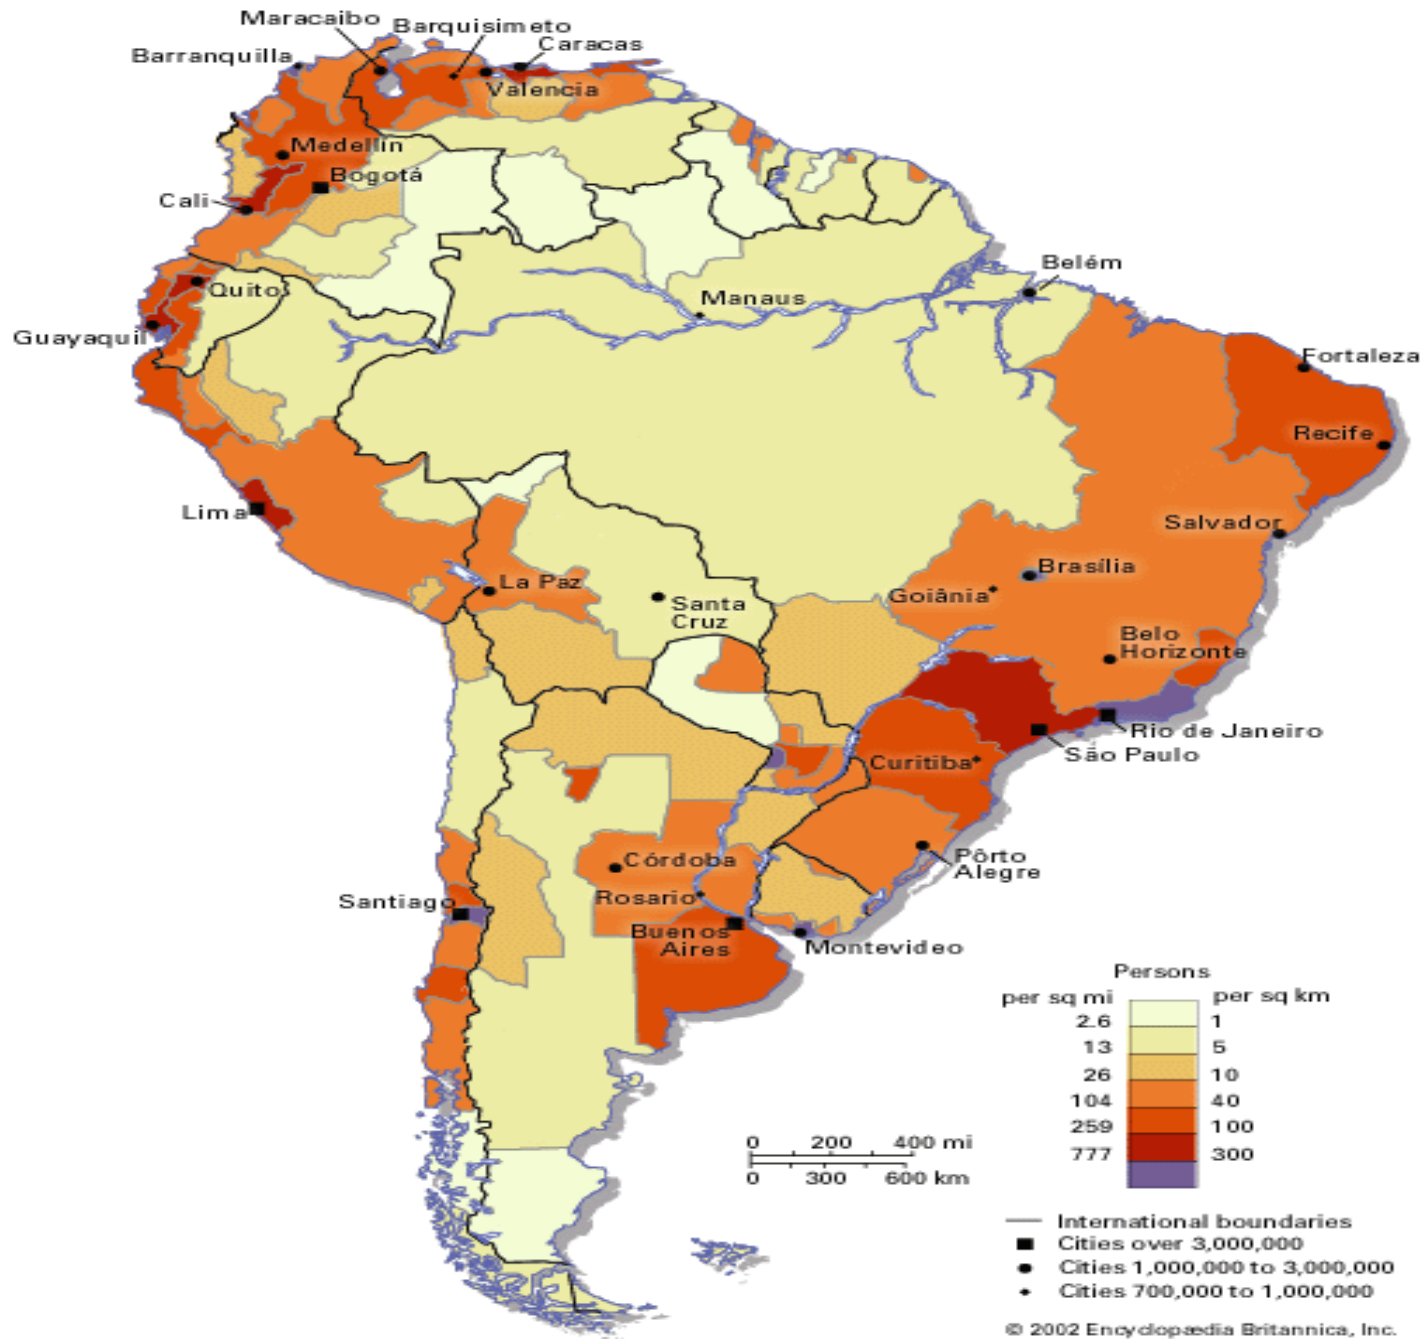 Maracaibo
Barquisimeto
Caracas
Barranquilla
Valencia
Medellín
Bogotá
Cali
Quito
Guayaquil
Belém
Manaus
Fortaleza
Recife
Lima
Salvador
La Paz
Santa
Cruz
Brasília
Goiânia
Belo
Horizonte
Rio de Janeiro
São Paulo
Curitiba
Pôrto
Alegre
Córdoba
Rosario
Santiago
Buenos
Aires
Montevideo
Persons
per sq mi per sq km
2.6 1
13 5
26 10
104 40
259 100
777 300
0 200 400 mi
0 300 600 km
International boundaries
Cities over 3,000,000
Cities 1,000,000 to 3,000,000
Cities 700,000 to 1,000,000
© 2002 Encyclopædia Britannica, Inc.